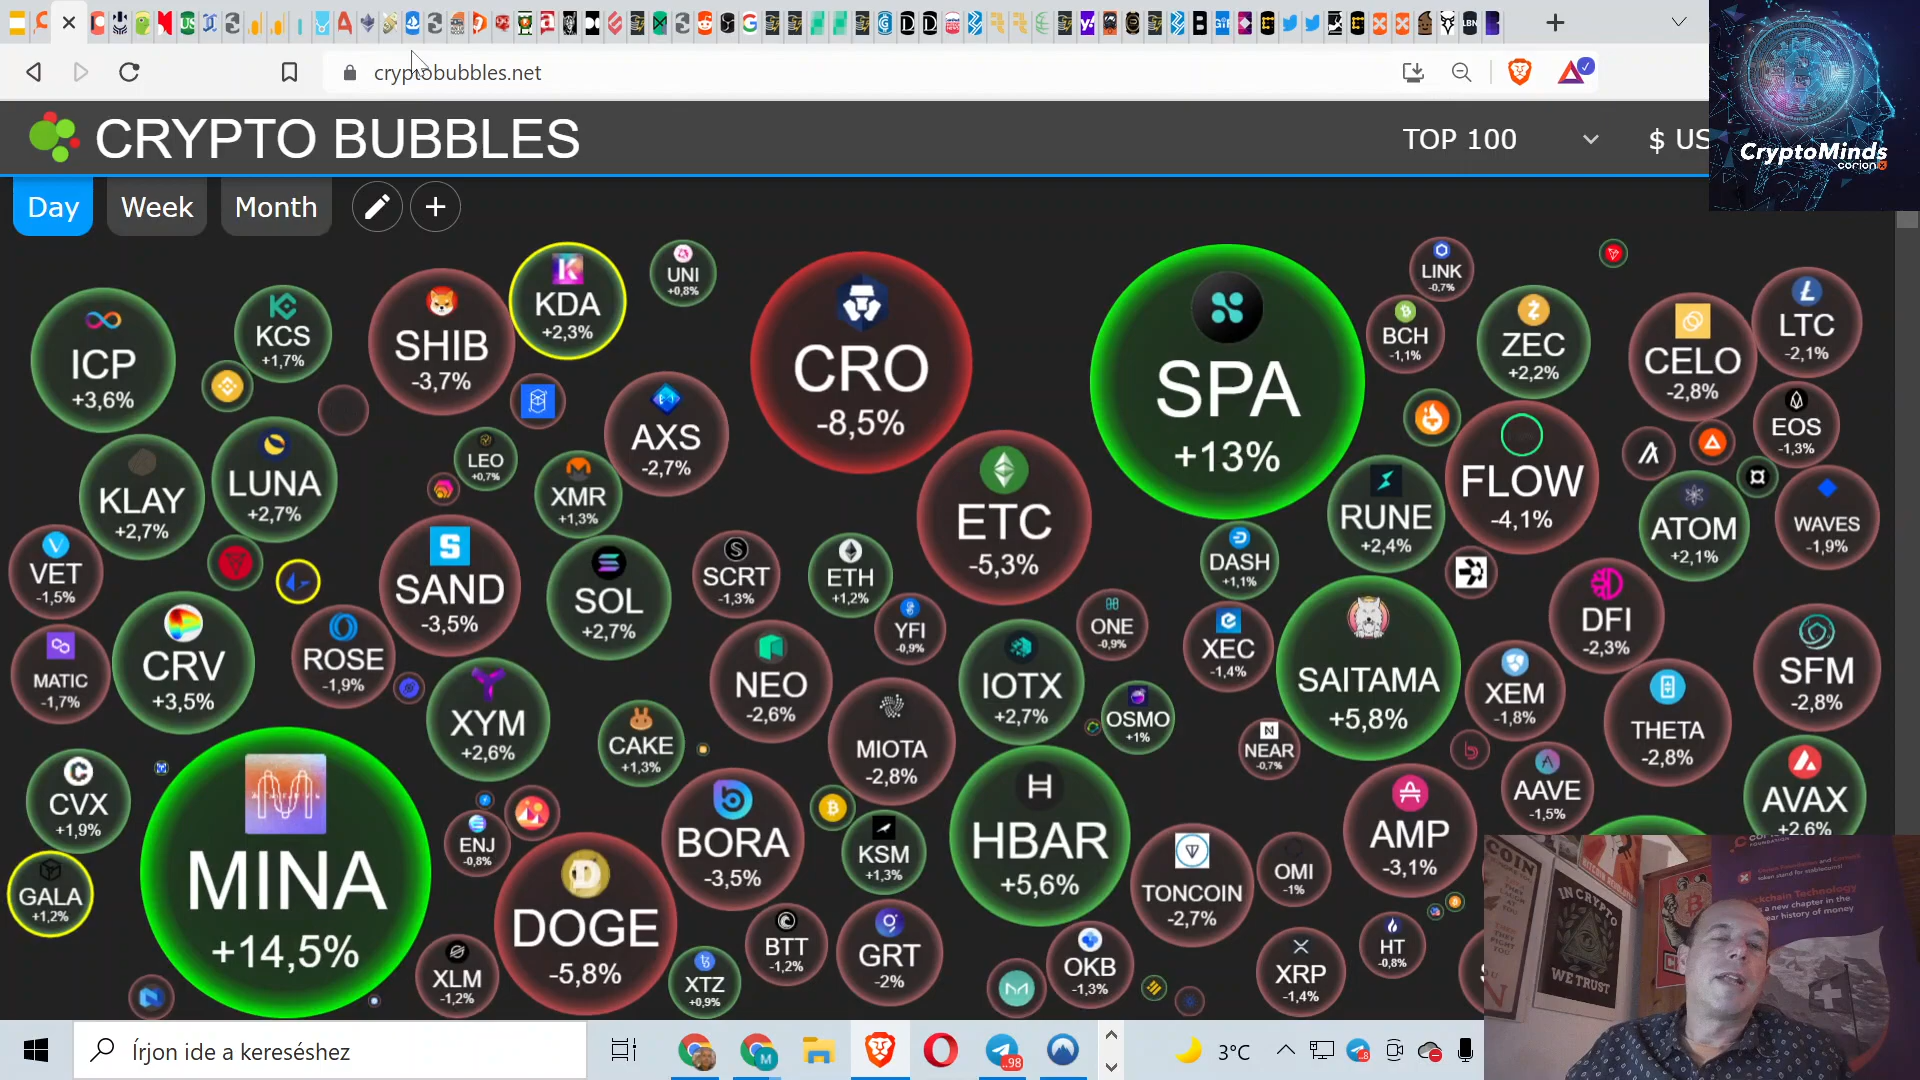 cryptobubbles.net
CRYPTO BUBBLES
TOP 100
$ US
CryptoMinds
corion
Day
Week
Month
ICP
+3,6%
KCS
+1,7%
SHIB
-3,7%
KDA
+2,3%
UNI
+0,8%
CRO
-8,5%
SPA
+13%
LINK
-0,7%
BCH
-1,1%
ZEC
+2,2%
CELO
-2,8%
LTC
-2,1%
EOS
-1,3%
KLAY
+2,7%
LUNA
+2,7%
LEO
+0,7%
XMR
+1,3%
AXS
-2,7%
ETC
-5,3%
RUNE
+2,4%
FLOW
-4,1%
ATOM
+2,1%
WAVES
-1,9%
VET
-1,5%
SAND
-3,5%
SOL
+2,7%
SCRT
-1,3%
ETH
+1,2%
DASH
+1,1%
YFI
-0,9%
ONE
-0,9%
XEC
-1,4%
DFI
-2,3%
MATIC
-1,7%
CRV
+3,5%
ROSE
-1,9%
NEO
-2,6%
IOTX
+2,7%
SAITAMA
+5,8%
XEM
-1,8%
SFM
-2,8%
XYM
+2,6%
CAKE
+1,3%
MIOTA
-2,8%
OSMO
+1%
NEAR
-0,7%
THETA
-2,8%
CVX
+1,9%
MINA
+14,5%
ENJ
-0,8%
BORA
-3,5%
KSM
+1,3%
HBAR
+5,6%
AMP
-3,1%
AAVE
-1,5%
AVAX
+2,6%
GALA
+1,2%
DOGE
-5,8%
TONCOIN
-2,7%
OMI
-1%
XLM
-1,2%
XTZ
+0,9%
BTT
-1,2%
GRT
-2%
OKB
-1,3%
XRP
-1,4%
HT
-0,8%
COIN
IN CRYPTO
WE TRUST
Írjon ide a kereséshez
98
3°C